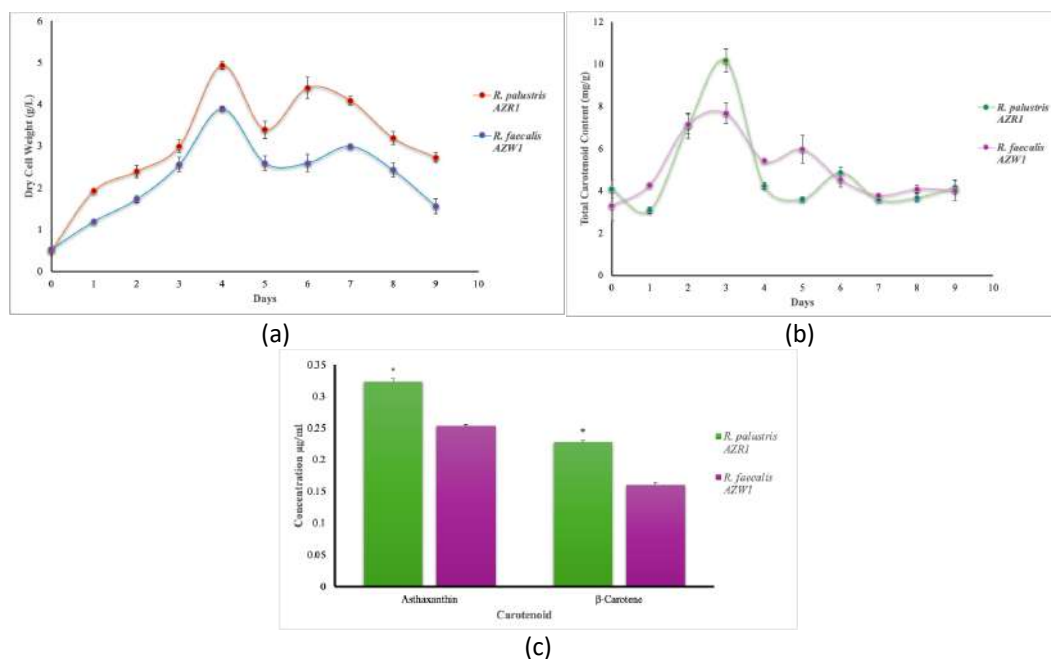 6
5
4
3
2
1
0
Dry Cell Weight (g/L)
0 1 2 3 4 5 6 7 8 9 10
Days
R. palustris
AZR1
R. faecalis
AZW1
(a)
12
10
8
6
4
2
0
Total Carotenoid Content (mg/g)
0 1 2 3 4 5 6 7 8 9 10
Days
R. palustris
AZR1
R. faecalis
AZW1
(b)
0.35
0.3
0.25
0.2
0.15
0.1
0.05
0
Concentration µg/ml
*
*
Asthaxanthin β-Carotene
Carotenoid
R. palustris
AZR1
R. faecalis
AZW1
(c)